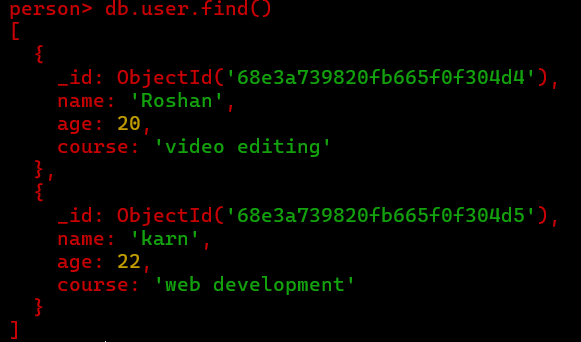 person> db.user.find()
[
  {
    _id: ObjectId('68e3a739820fb665f0f304d4'),
    name: 'Roshan',
    age: 20,
    course: 'video editing'
  },
  {
    _id: ObjectId('68e3a739820fb665f0f304d5'),
    name: 'karn',
    age: 22,
    course: 'web development'
  }
]